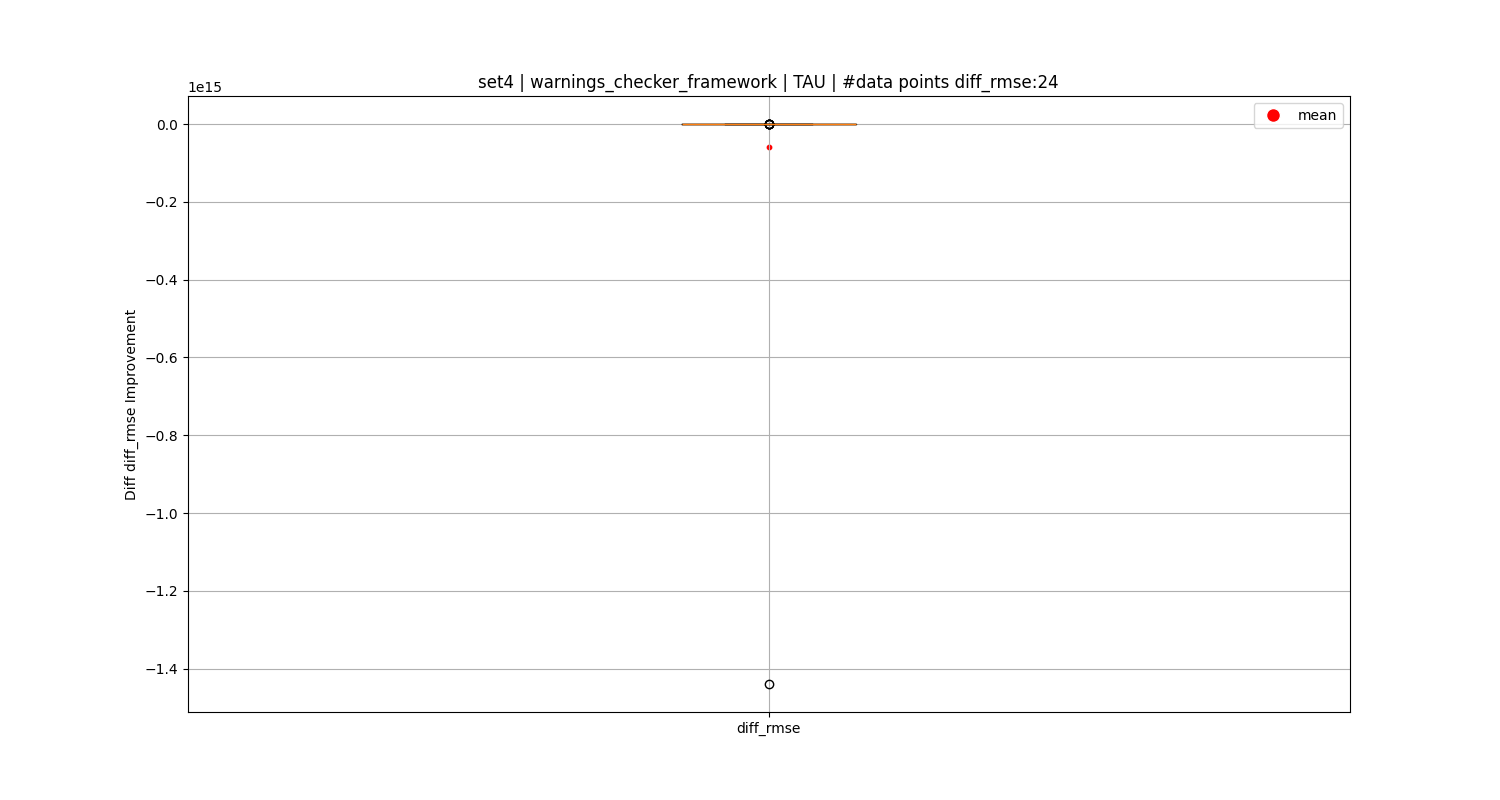 set4 | warnings_checker_framework | TAU | #data points diff_rmse:24
1e15
mean
0.0
−0.2
−0.4
−0.6
−0.8
−1.0
−1.2
−1.4
Diff diff_rmse Improvement
diff_rmse